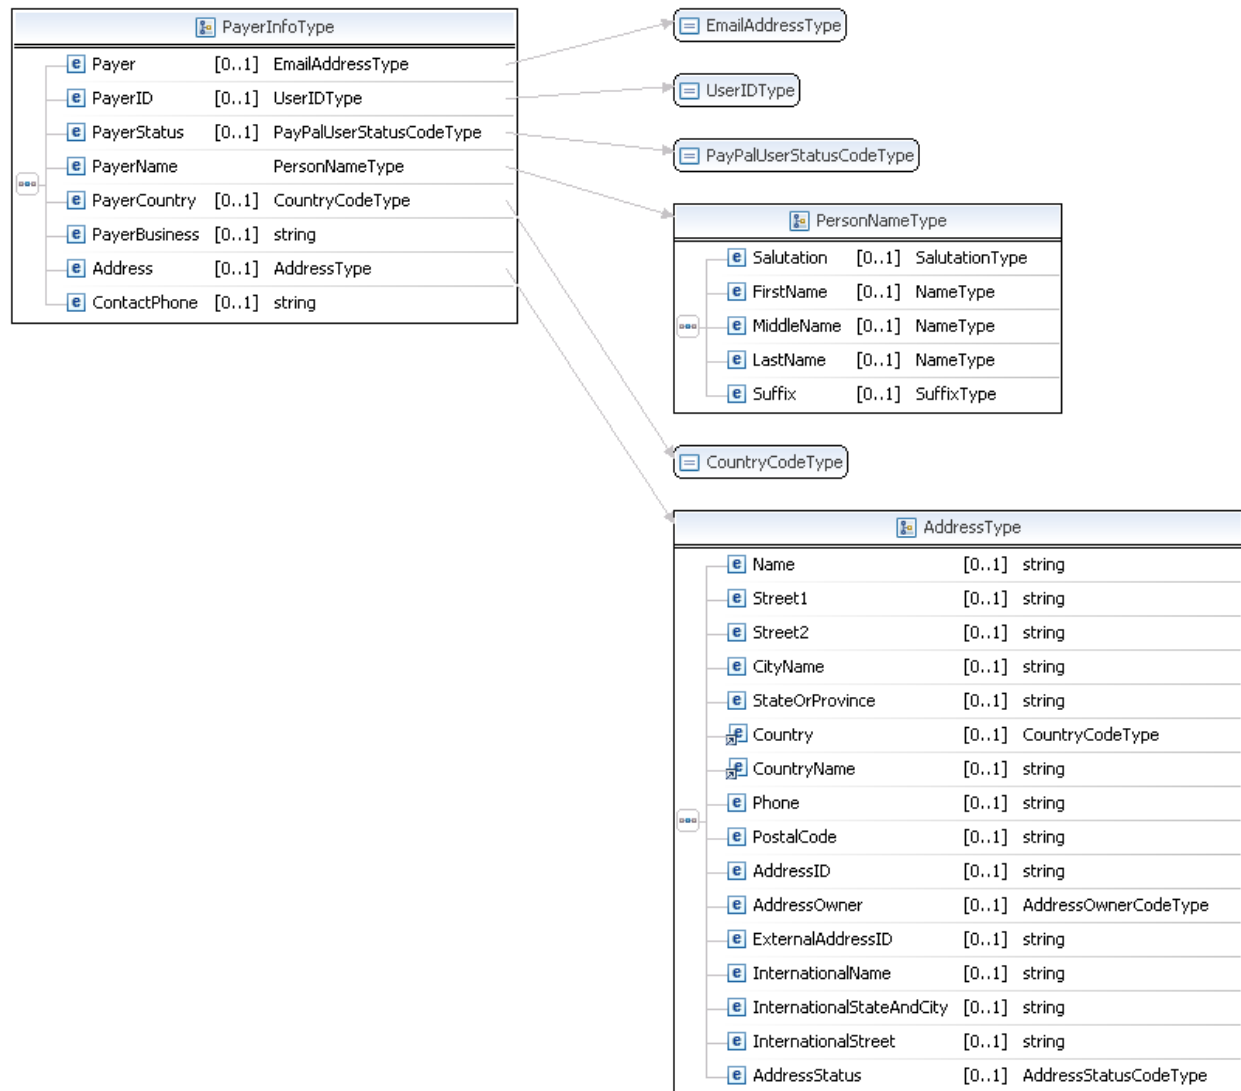 PayerInfoType
Payer [0..1] EmailAddressType
PayerID [0..1] UserIDType
PayerStatus [0..1] PayPalUserStatusCodeType
PayerName PersonNameType
PayerCountry [0..1] CountryCodeType
PayerBusiness [0..1] string
Address [0..1] AddressType
ContactPhone [0..1] string
EmailAddressType
UserIDType
PayPalUserStatusCodeType
PersonNameType
Salutation [0..1] SalutationType
FirstName [0..1] NameType
MiddleName [0..1] NameType
LastName [0..1] NameType
Suffix [0..1] SuffixType
CountryCodeType
AddressType
Name [0..1] string
Street1 [0..1] string
Street2 [0..1] string
CityName [0..1] string
StateOrProvince [0..1] string
Country [0..1] CountryCodeType
CountryName [0..1] string
Phone [0..1] string
PostalCode [0..1] string
AddressID [0..1] string
AddressOwner [0..1] AddressOwnerCodeType
ExternalAddressID [0..1] string
InternationalName [0..1] string
InternationalStateAndCity [0..1] string
InternationalStreet [0..1] string
AddressStatus [0..1] AddressStatusCodeType